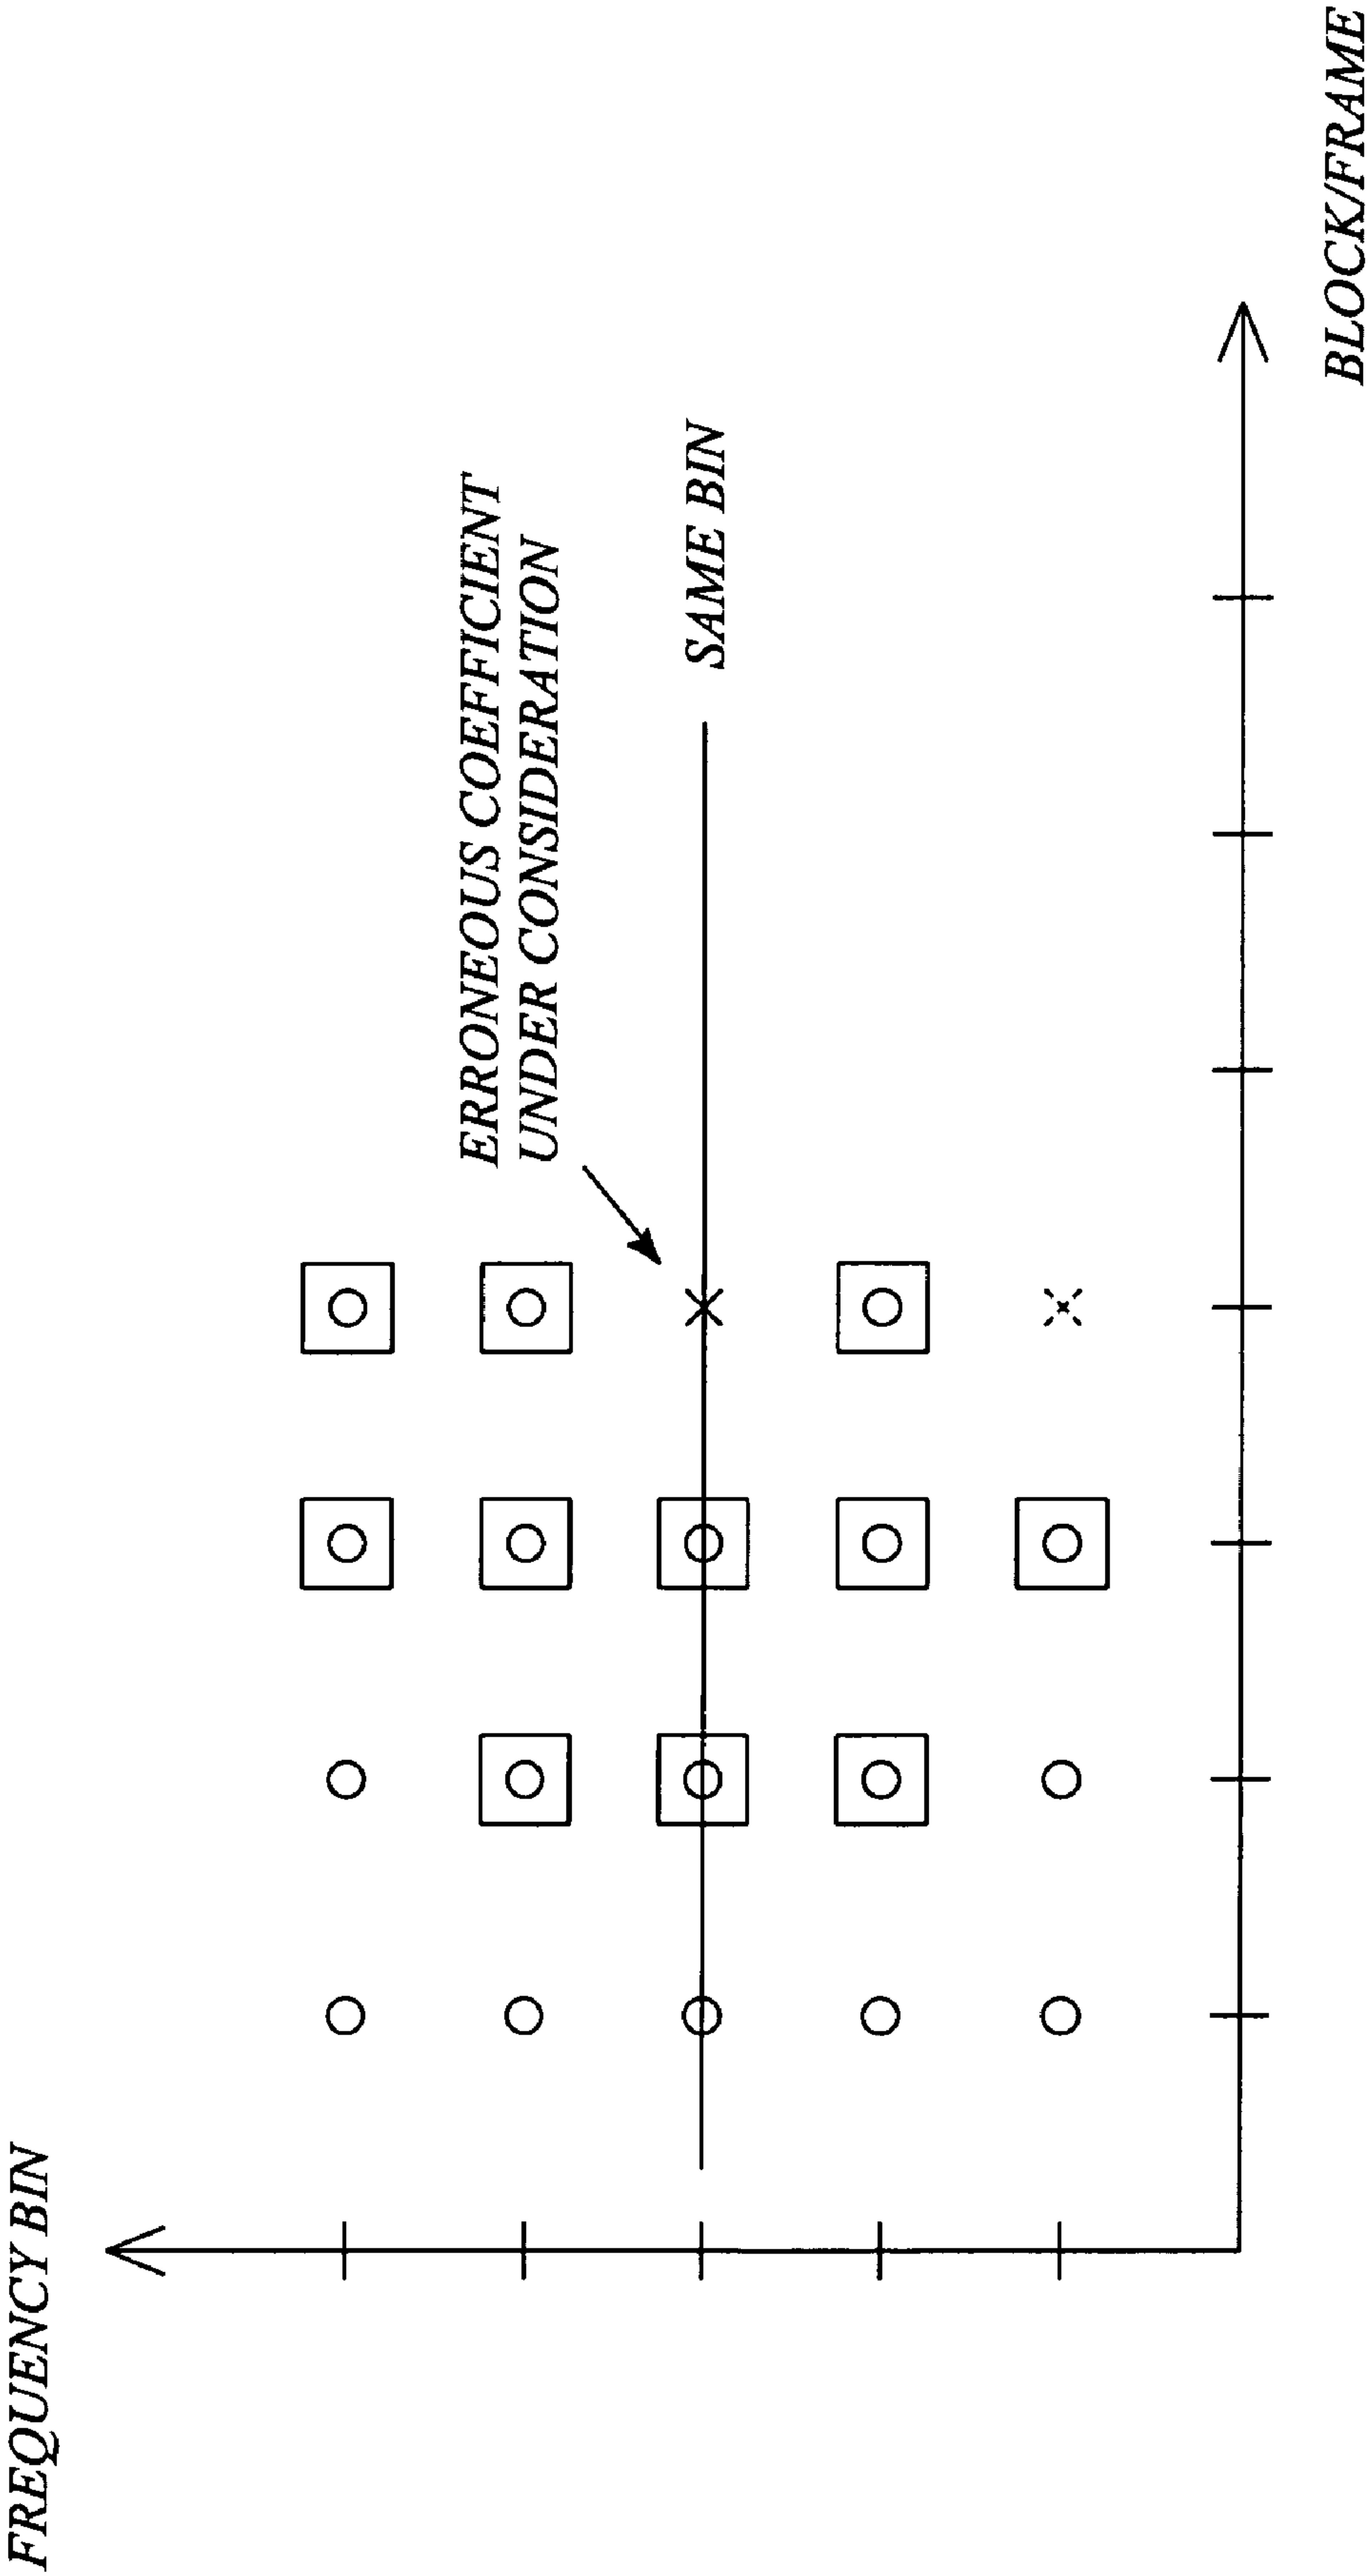 FREQUENCY BIN
ERRONEOUS COEFFICIENT
UNDER CONSIDERATION
SAME BIN
BLOCK/FRAME